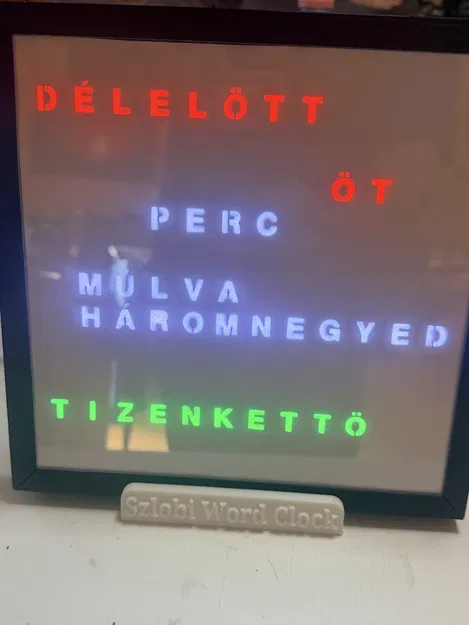 DÉLELŐTT
ÖT
PERC
MÚLVA
HÁROMNEGYED
TIZENKETTŐ
Szlobi Word Clock